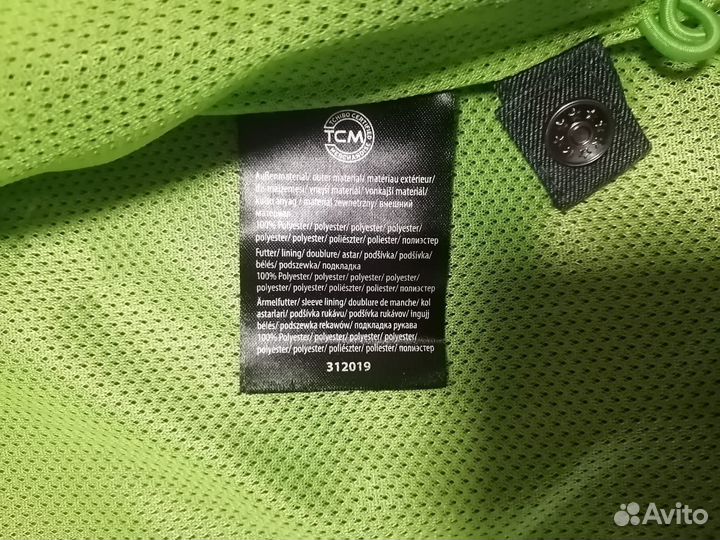 TCHIBO CERTIFIED
TCM
MERCHANDISE
Außenmaterial/ outer material/ matériau extérieur/
dış malzemesi/ vnější materiál/ vonkajší materiál/
külső anyag / materiał zewnętrzny/ внешний
материал
100% Polyester/ polyester/ polyester/ polyester/
polyester/ polyester/ poliészter/ poliester/ полиэстер
Futter/ lining/ doublure/ astar/ podšívka/ podšívka/
bélés/ podszewka/ подкладка
100% Polyester/ polyester/ polyester/ polyester/
polyester/ polyester/ poliészter/ poliester/ полиэстер
Ärmelfutter/ sleeve lining/ doublure de manche/ kol
astarlari/ podšívka rukávu/ podšívka rukávov/ ingujj
bélés/ podszewka rekawów/ подкладка рукава
100% Polyester/ polyester/ polyester/ polyester/
polyester/ polyester/ poliészter/ poliester/ полиэстер
312019
Avito